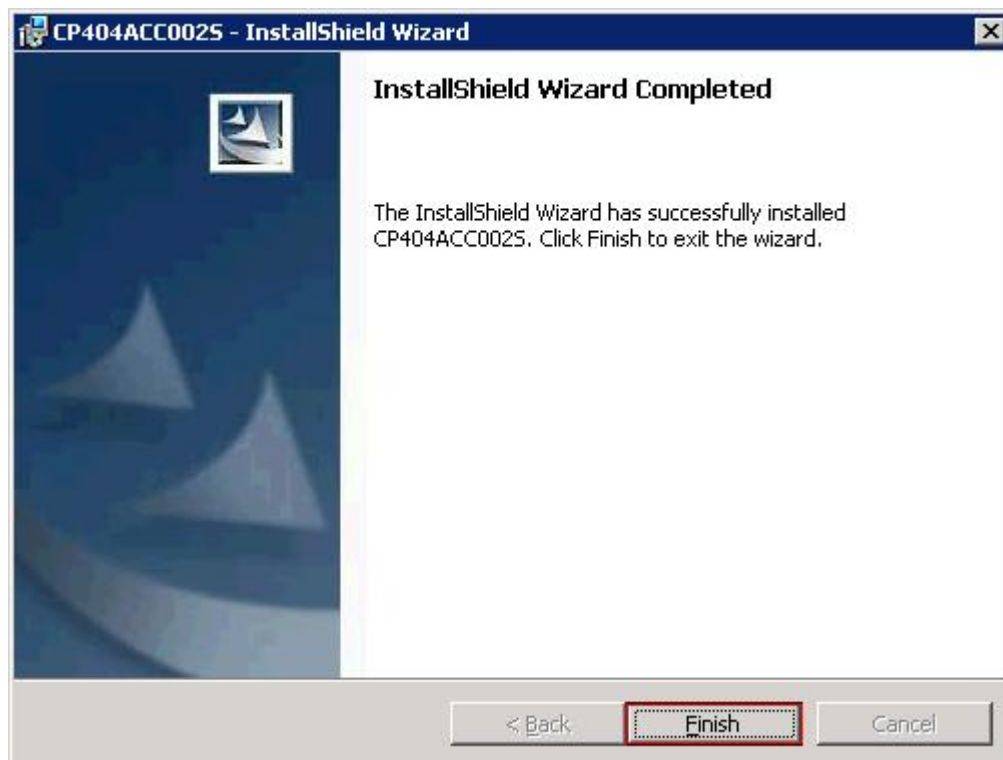 CP404ACC002S - InstallShield Wizard
InstallShield Wizard Completed
The InstallShield Wizard has successfully installed
CP404ACC002S. Click Finish to exit the wizard.
< Back
Finish
Cancel